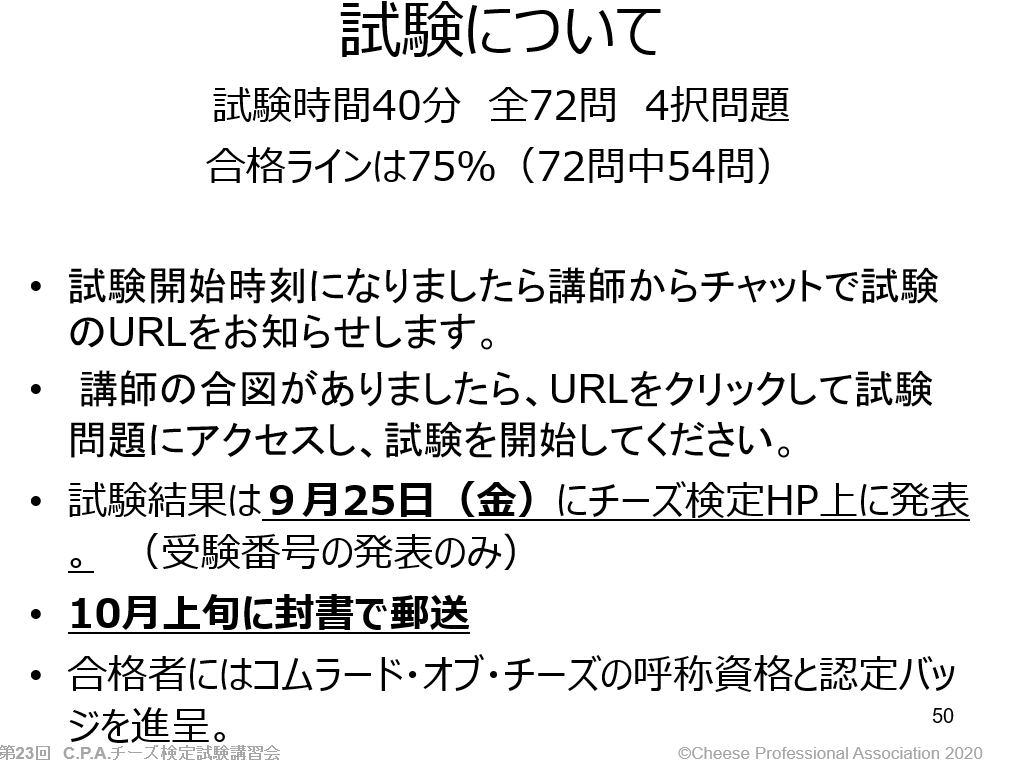 試験について
試験時間40分　全72問　4択問題
合格ラインは75%（72問中54問）
• 試験開始時刻になりましたら講師からチャットで試験
のURLをお知らせします。
• 講師の合図がありましたら、URLをクリックして試験
問題にアクセスし、試験を開始してください。
• 試験結果は９月25日（金）にチーズ検定HP上に発表
。　（受験番号の発表のみ）
• 10月上旬に封書で郵送
• 合格者にはコムラード・オブ・チーズの呼称資格と認定バッ
ジを進呈。
50
第23回　C.P.A.チーズ検定試験講習会
©Cheese Professional Association 2020